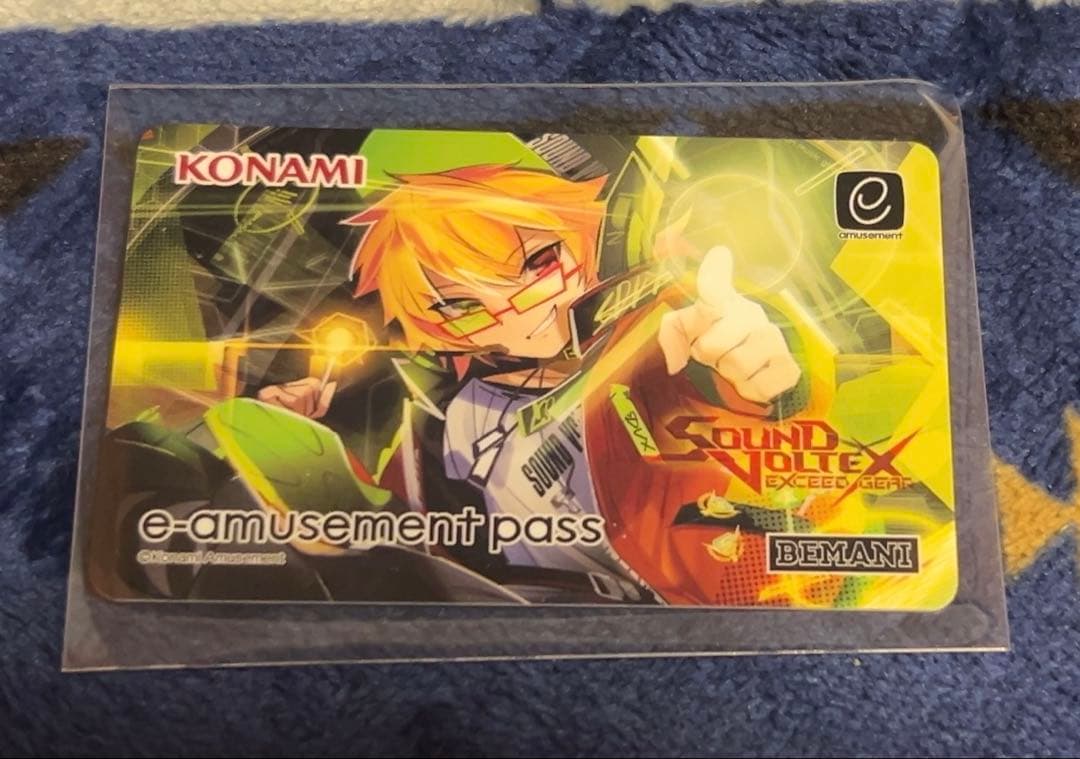 KONAMI
e
amusement
SOUND VOLTEX
EXCEED GEAR
e-amusement pass
©Konami Amusement
BEMANI